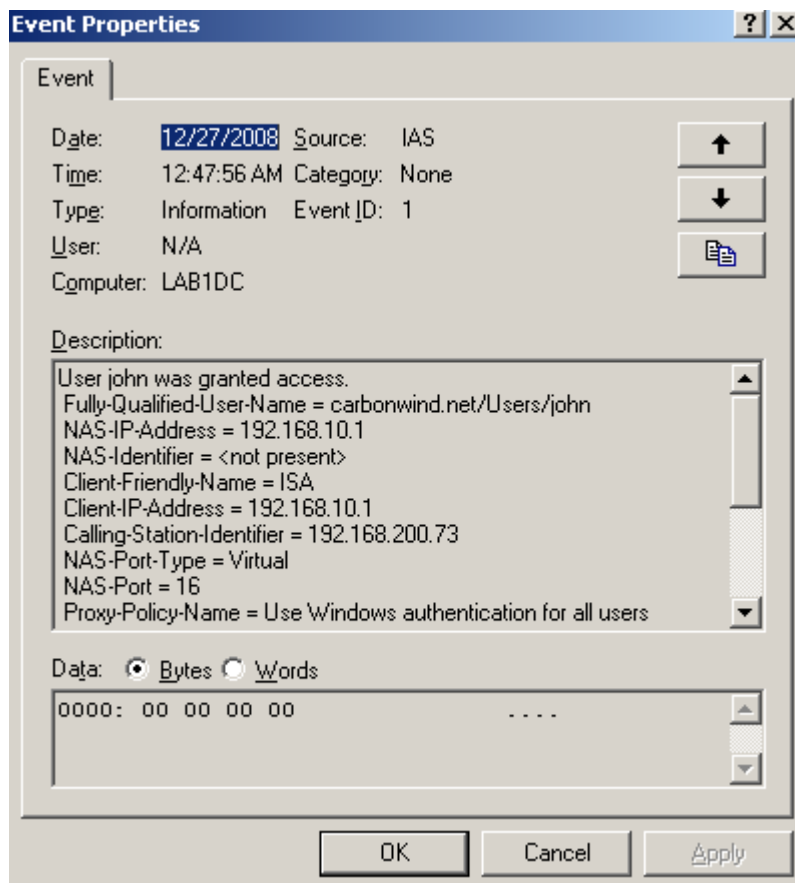 Event Properties
Event
Date: 12/27/2008 Source: IAS
Time: 12:47:56 AM Category: None
Type: Information Event ID: 1
User: N/A
Computer: LAB1DC
Description:
User john was granted access.
Fully-Qualified-User-Name = carbonwind.net/Users/john
NAS-IP-Address = 192.168.10.1
NAS-Identifier = <not present>
Client-Friendly-Name = ISA
Client-IP-Address = 192.168.10.1
Calling-Station-Identifier = 192.168.200.73
NAS-Port-Type = Virtual
NAS-Port = 16
Proxy-Policy-Name = Use Windows authentication for all users
Data: Bytes Words
0000: 00 00 00 00 ....
OK Cancel Apply